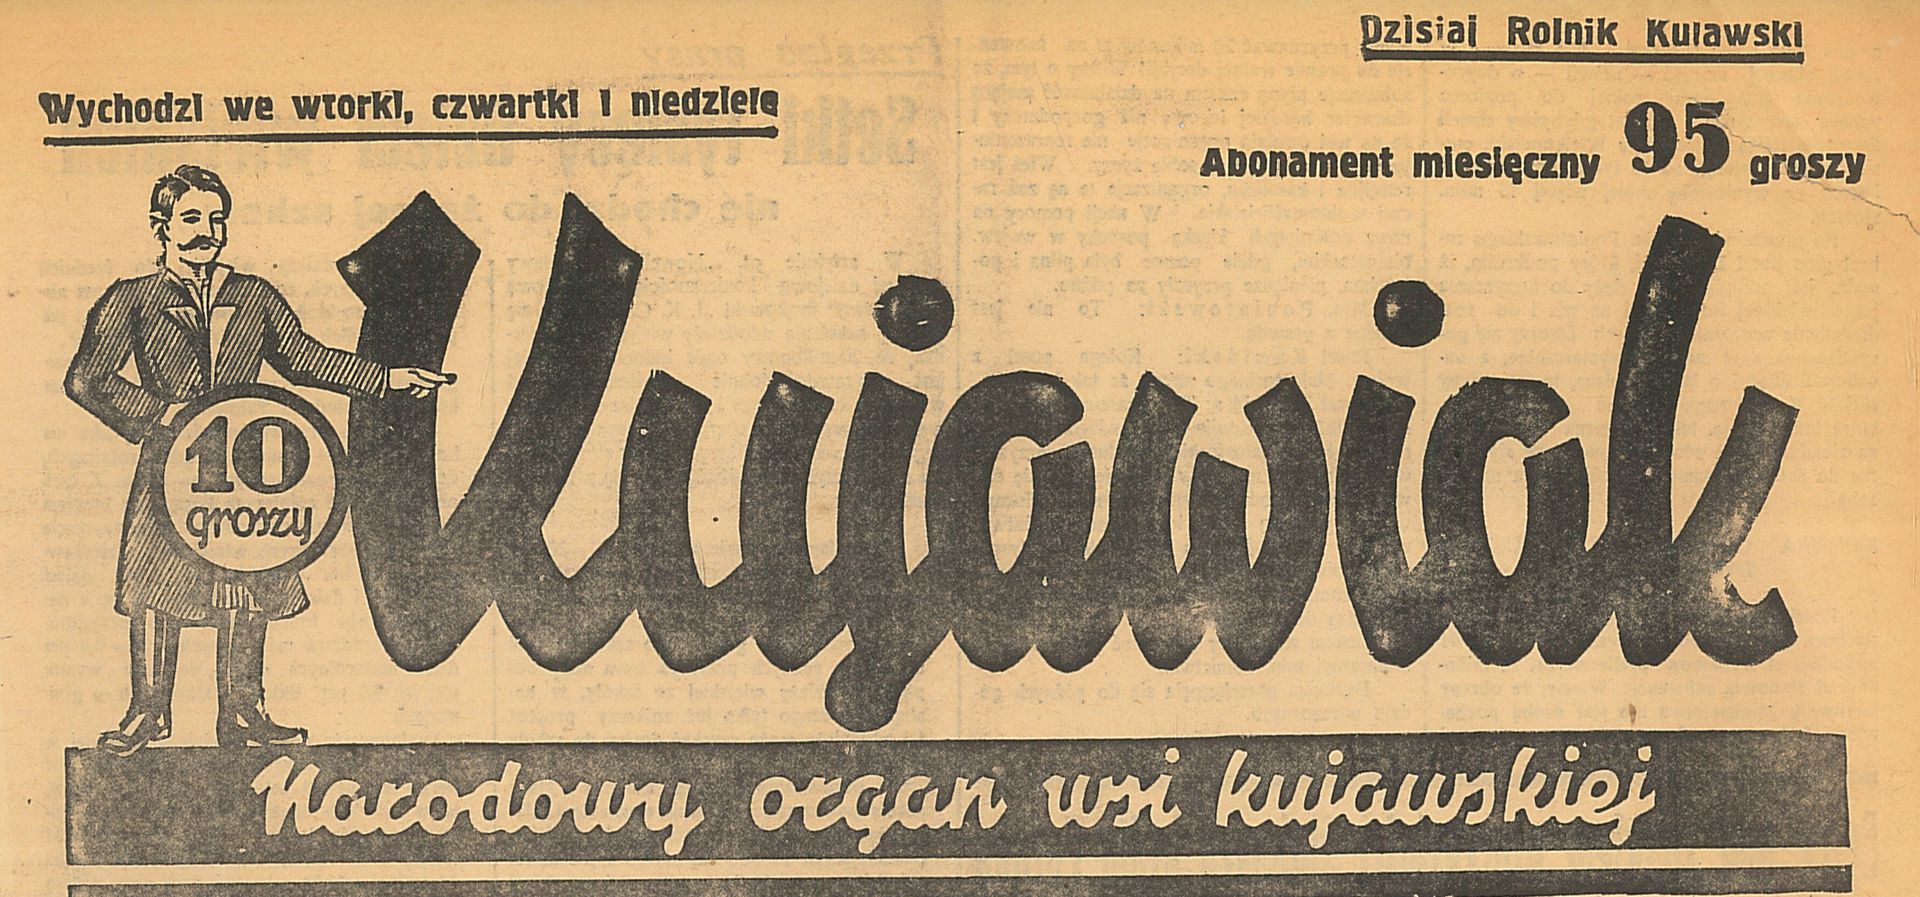 Dzisiaj Rolnik Kujawski
Wychodzi we wtorki, czwartki i niedziele
Abonament miesięczny 95 groszy
Kujawiak
10
groszy
Narodowy organ wsi kujawskiej